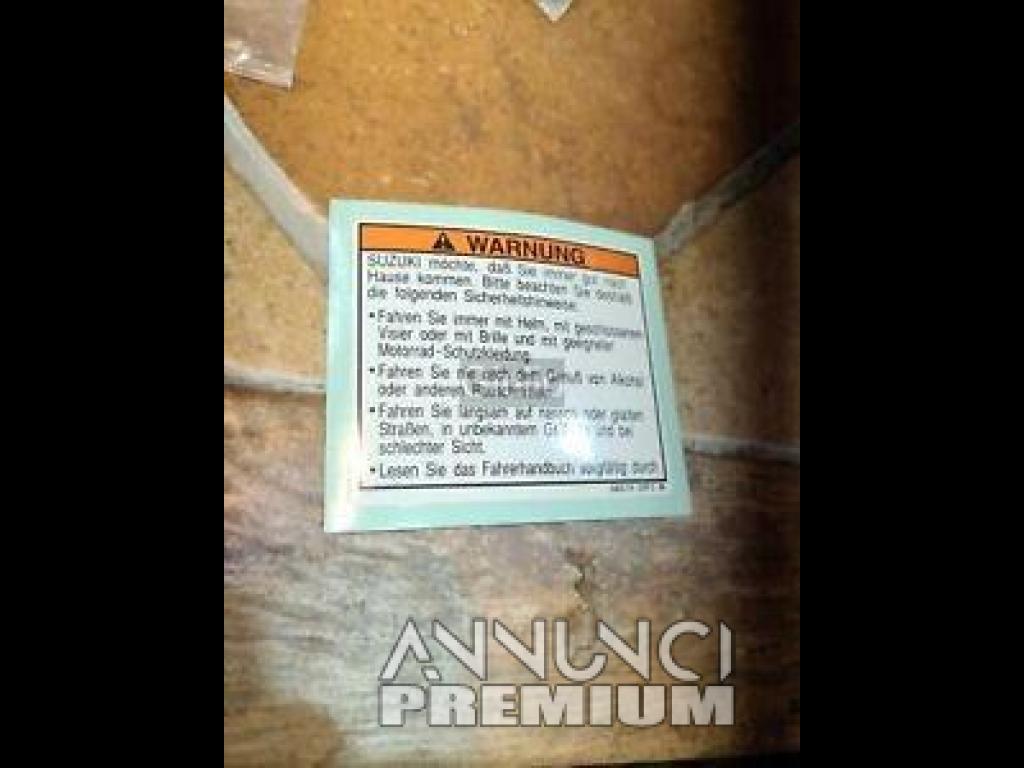 WARNUNG
SUZUKI möchte, daß Sie immer gut nach
Hause kommen. Bitte beachten Sie deshalb
die folgenden Sicherheitshinweise:
• Fahren Sie immer mit Helm, mit geschlossenem
Visier oder mit Brille und mit geeigneter
Motorrad-Schutzkleidung.
• Fahren Sie nie nach dem Genuß von Alkohol
oder anderen Rauschmitteln.
• Fahren Sie langsam auf nassen oder glatten
Straßen, in unbekanntem und bei
schlechter Sicht.
• Lesen Sie das Fahrerhandbuch sorgfältig durch
ANNUNCI
PREMIUM